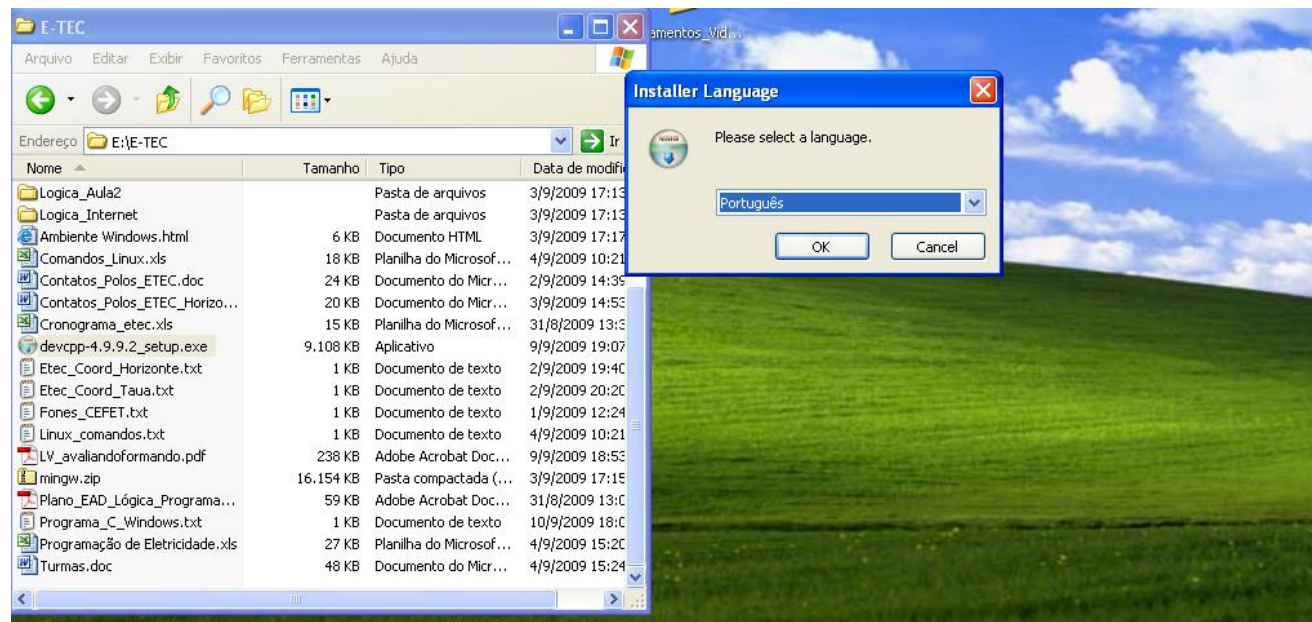 E-TEC
amentos_Vid...
Arquivo Editar Exibir Favoritos Ferramentas Ajuda
Installer Language
Please select a language.
Português
OK Cancel
Endereço E:\E-TEC Ir
Nome Tamanho Tipo Data de modifi
Logica_Aula2 Pasta de arquivos 3/9/2009 17:13
Logica_Internet Pasta de arquivos 3/9/2009 17:13
Ambiente Windows.html 6 KB Documento HTML 3/9/2009 17:17
Comandos_Linux.xls 18 KB Planilha do Microsof... 4/9/2009 10:21
Contatos_Polos_ETEC.doc 24 KB Documento do Micr... 2/9/2009 14:39
Contatos_Polos_ETEC_Horizo... 20 KB Documento do Micr... 3/9/2009 14:53
Cronograma_etec.xls 15 KB Planilha do Microsof... 31/8/2009 13:3
devcpp-4.9.9.2_setup.exe 9.108 KB Aplicativo 9/9/2009 19:07
Etec_Coord_Horizonte.txt 1 KB Documento de texto 2/9/2009 19:40
Etec_Coord_Taua.txt 1 KB Documento de texto 2/9/2009 20:20
Fones_CEFET.txt 1 KB Documento de texto 1/9/2009 12:24
Linux_comandos.txt 1 KB Documento de texto 4/9/2009 10:21
LV_avaliandoformando.pdf 238 KB Adobe Acrobat Doc... 9/9/2009 18:53
mingw.zip 16.154 KB Pasta compactada (... 3/9/2009 17:15
Plano_EAD_Lógica_Programa... 59 KB Adobe Acrobat Doc... 31/8/2009 13:0
Programa_C_Windows.txt 1 KB Documento de texto 10/9/2009 18:0
Programação de Eletricidade.xls 27 KB Planilha do Microsof... 4/9/2009 15:20
Turmas.doc 48 KB Documento do Micr... 4/9/2009 15:24